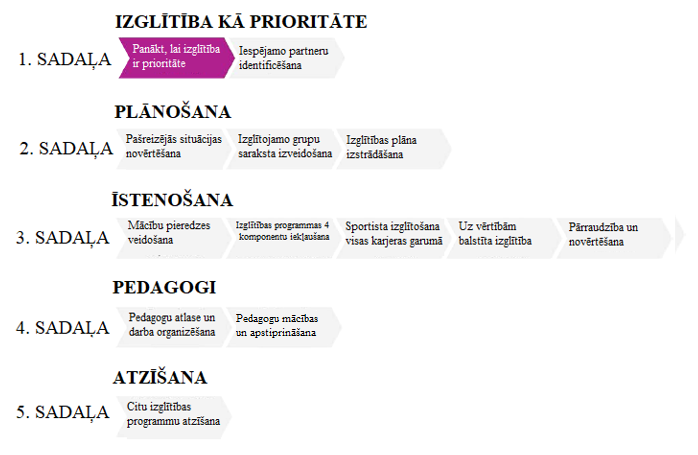 IZGLĪTĪBA KĀ PRIORITĀTE
1. SADAĻA
Panākt, lai izglītība
ir prioritāte
Iespējamo partneru
identificēšana
PLĀNOŠANA
2. SADAĻA
Pašreizējās situācijas
novērtēšana
Izglītojamo grupu
saraksta izveidošana
Izglītības plāna
izstrādāšana
ĪSTENOŠANA
3. SADAĻA
Mācību pieredzes
veidošana
Izglītības programmas 4
komponentu iekļaušana
Sportista izglītošana
visas karjeras garumā
Uz vērtībām
balstīta izglītība
Pārraudzība un
novērtēšana
PEDAGOGI
4. SADAĻA
Pedagogu atlase un
darba organizēšana
Pedagogu mācības
un apstiprināšana
ATZĪŠANA
5. SADAĻA
Citu izglītības
programmu atzīšana